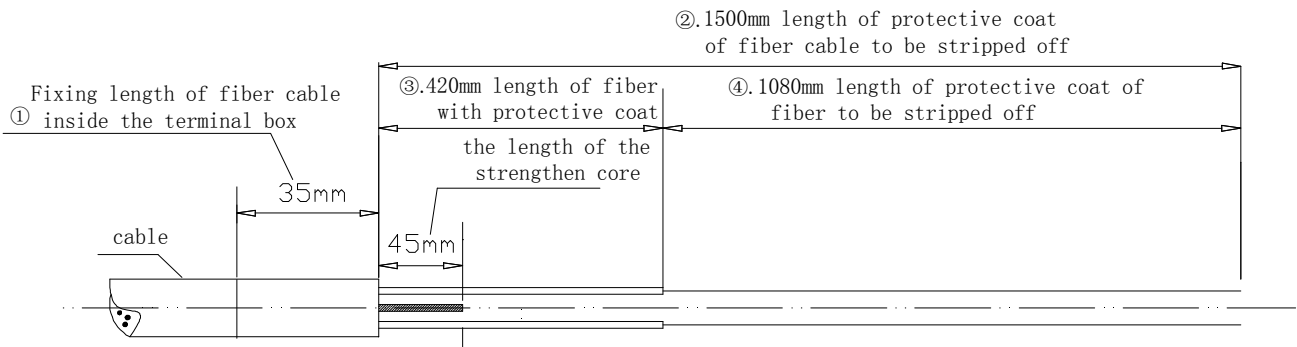 ②.1500mm length of protective coat
of fiber cable to be stripped off
Fixing length of fiber cable
① inside the terminal box
③.420mm length of fiber
with protective coat
④.1080mm length of protective coat of
fiber to be stripped off
the length of the
strengthen core
35mm
45mm
cable